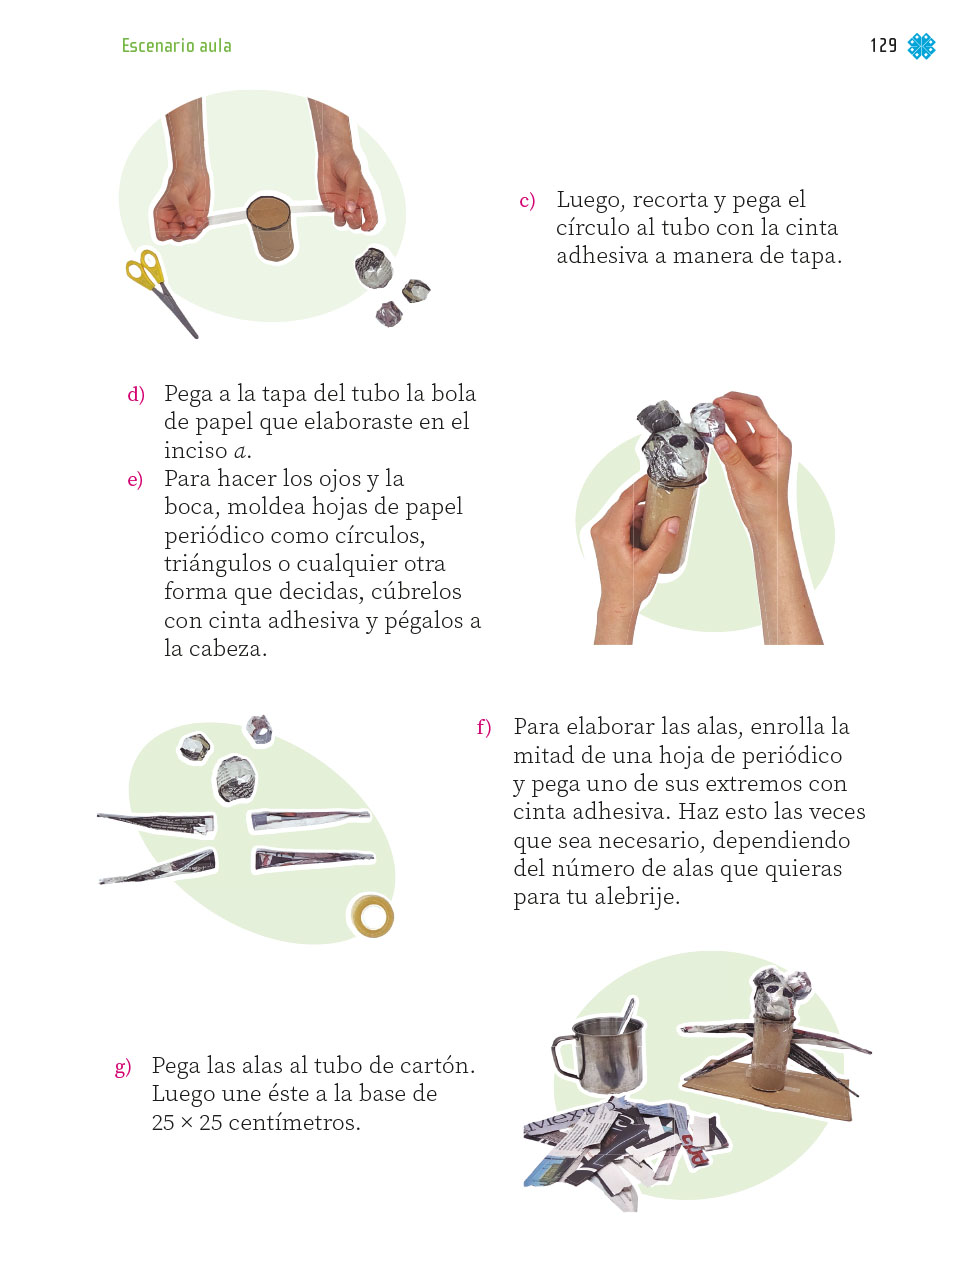 Escenario aula
129
c) Luego, recorta y pega el
círculo al tubo con la cinta
adhesiva a manera de tapa.
d) Pega a la tapa del tubo la bola
de papel que elaboraste en el
inciso a.
e) Para hacer los ojos y la
boca, moldea hojas de papel
periódico como círculos,
triángulos o cualquier otra
forma que decidas, cúbrelos
con cinta adhesiva y pégalos a
la cabeza.
f) Para elaborar las alas, enrolla la
mitad de una hoja de periódico
y pega uno de sus extremos con
cinta adhesiva. Haz esto las veces
que sea necesario, dependiendo
del número de alas que quieras
para tu alebrije.
g) Pega las alas al tubo de cartón.
Luego une éste a la base de
25 × 25 centímetros.